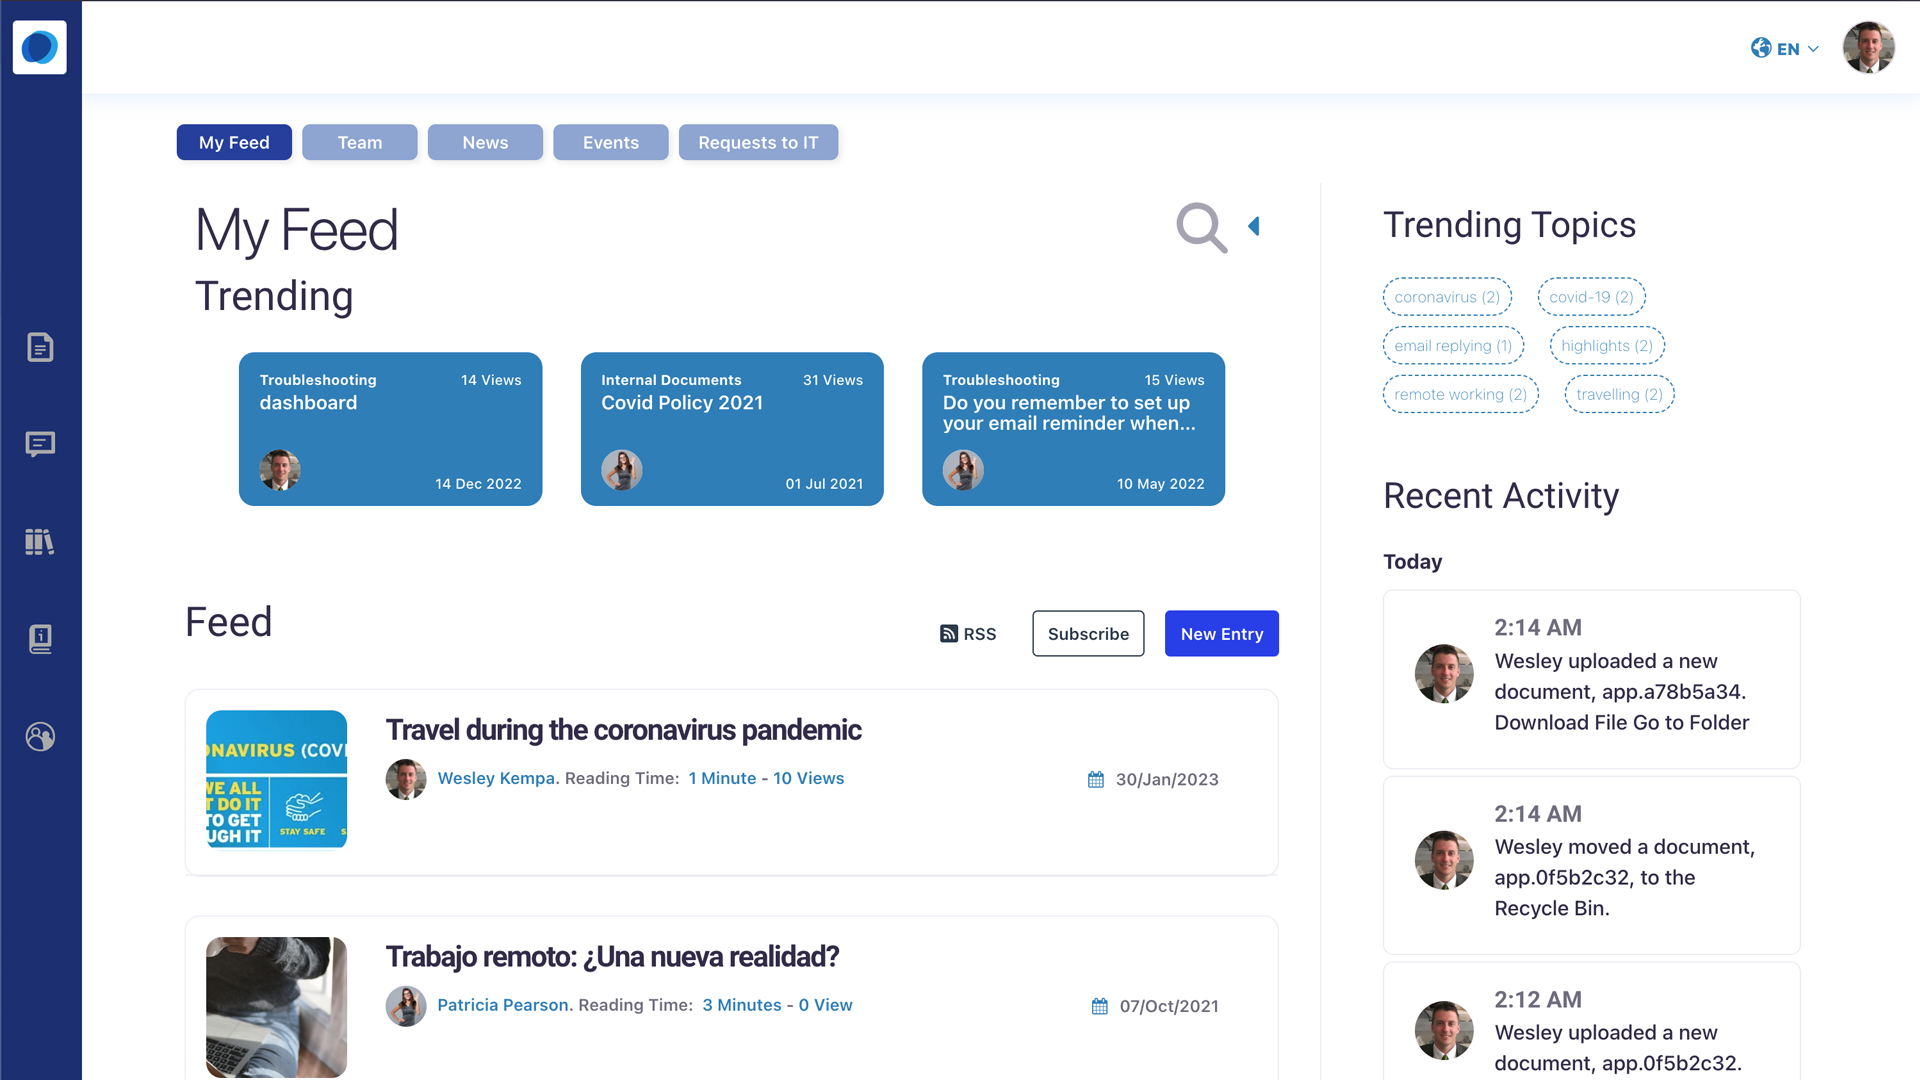 EN
My Feed
Team
News
Events
Requests to IT
My Feed
Trending
Troubleshooting
14 Views
dashboard
14 Dec 2022
Internal Documents
31 Views
Covid Policy 2021
01 Jul 2021
Troubleshooting
15 Views
Do you remember to set up
your email reminder when...
10 May 2022
Feed
RSS
Subscribe
New Entry
ONAVIRUS (COVI
WE ALL
T DO IT
TO GET
UGH IT
STAY SAFE
S
Travel during the coronavirus pandemic
Wesley Kempa. Reading Time: 1 Minute - 10 Views
30/Jan/2023
Trabajo remoto: ¿Una nueva realidad?
Patricia Pearson. Reading Time: 3 Minutes - 0 View
07/Oct/2021
Trending Topics
coronavirus (2)
covid-19 (2)
email replying (1)
highlights (2)
remote working (2)
travelling (2)
Recent Activity
Today
2:14 AM
Wesley uploaded a new
document, app.a78b5a34.
Download File Go to Folder
2:14 AM
Wesley moved a document,
app.0f5b2c32, to the
Recycle Bin.
2:12 AM
Wesley uploaded a new
document, app.0f5b2c32.